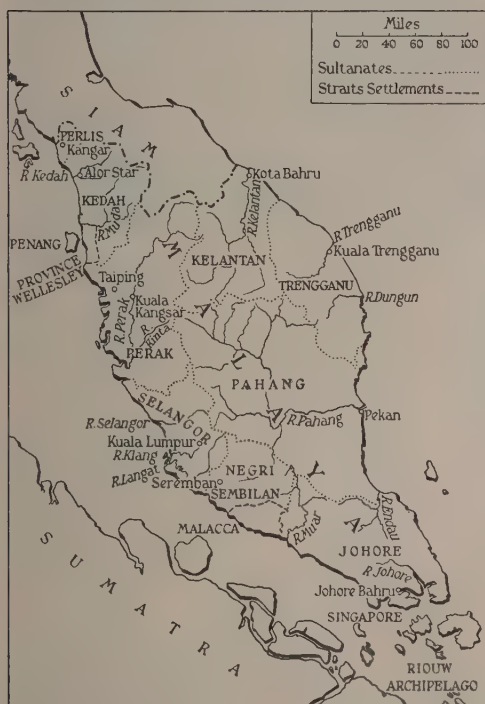 Miles
0 20 40 60 80 100
Sultanates
Straits Settlements
SIAM
PERLIS
Kangar
R. Kedah
Alor Star
KEDAH
R. Muda
PENANG
PROVINCE
WELLESLEY
Kota Bahru
R. Kelantan
R. Trengganu
Kuala Trengganu
KELANTAN
TRENGGANU
R. Dungun
Taiping
Kuala
Kangsar
R. Perak
R.
Kinta
PERAK
MALAYA
PAHANG
SELANGOR
R. Selangor
R. Pahang
Pekan
Kuala Lumpur
R. Klang
R. Langat
NEGRI
SEMBILAN
Seremban
MALACCA
R. Muar
R. Endau
JOHORE
R. Johore
Johore Bahru
SINGAPORE
SUMATRA
RIOUW
ARCHIPELAGO